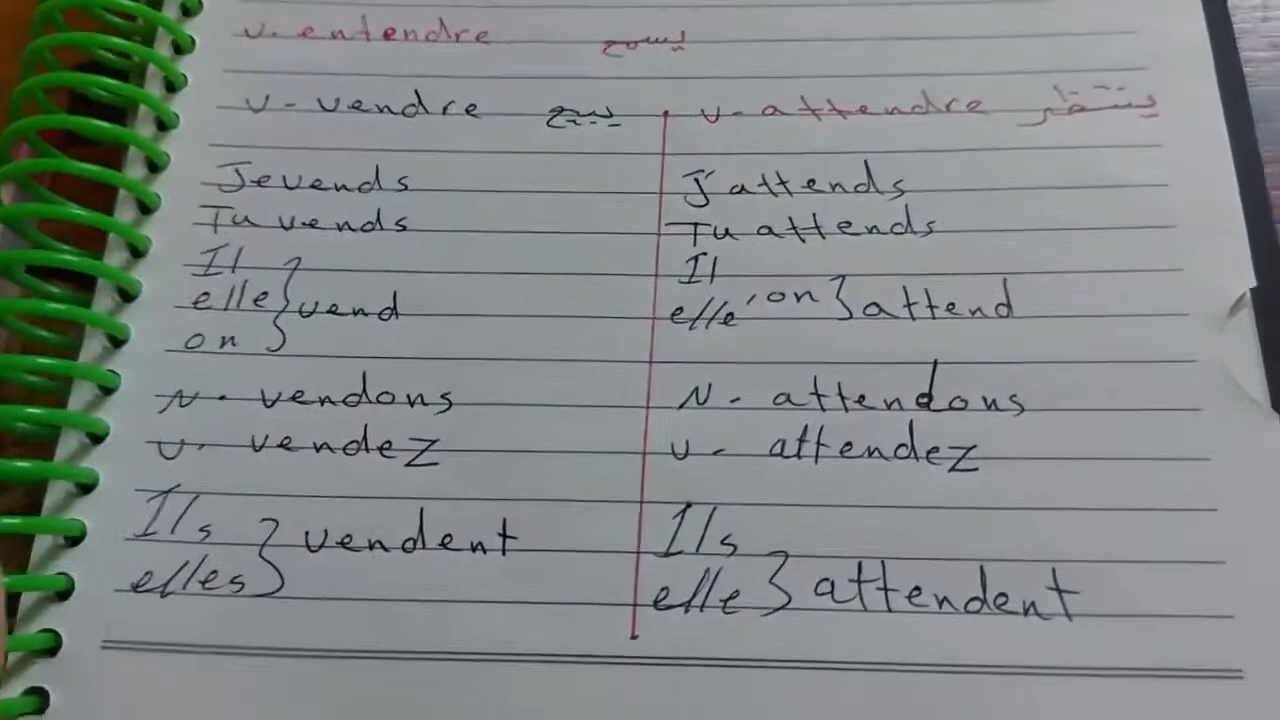 v. entendre يسمع
v-vendre يبيع
Je vends
Tu vends
Il
elle } vend
on
N. vendons
v. vendez
Ils
elles } vendent
v-attendre ينتظر
J'attends
Tu attends
Il
elle, on } attend
N- attendons
v- attendez
Ils
elle } attendent